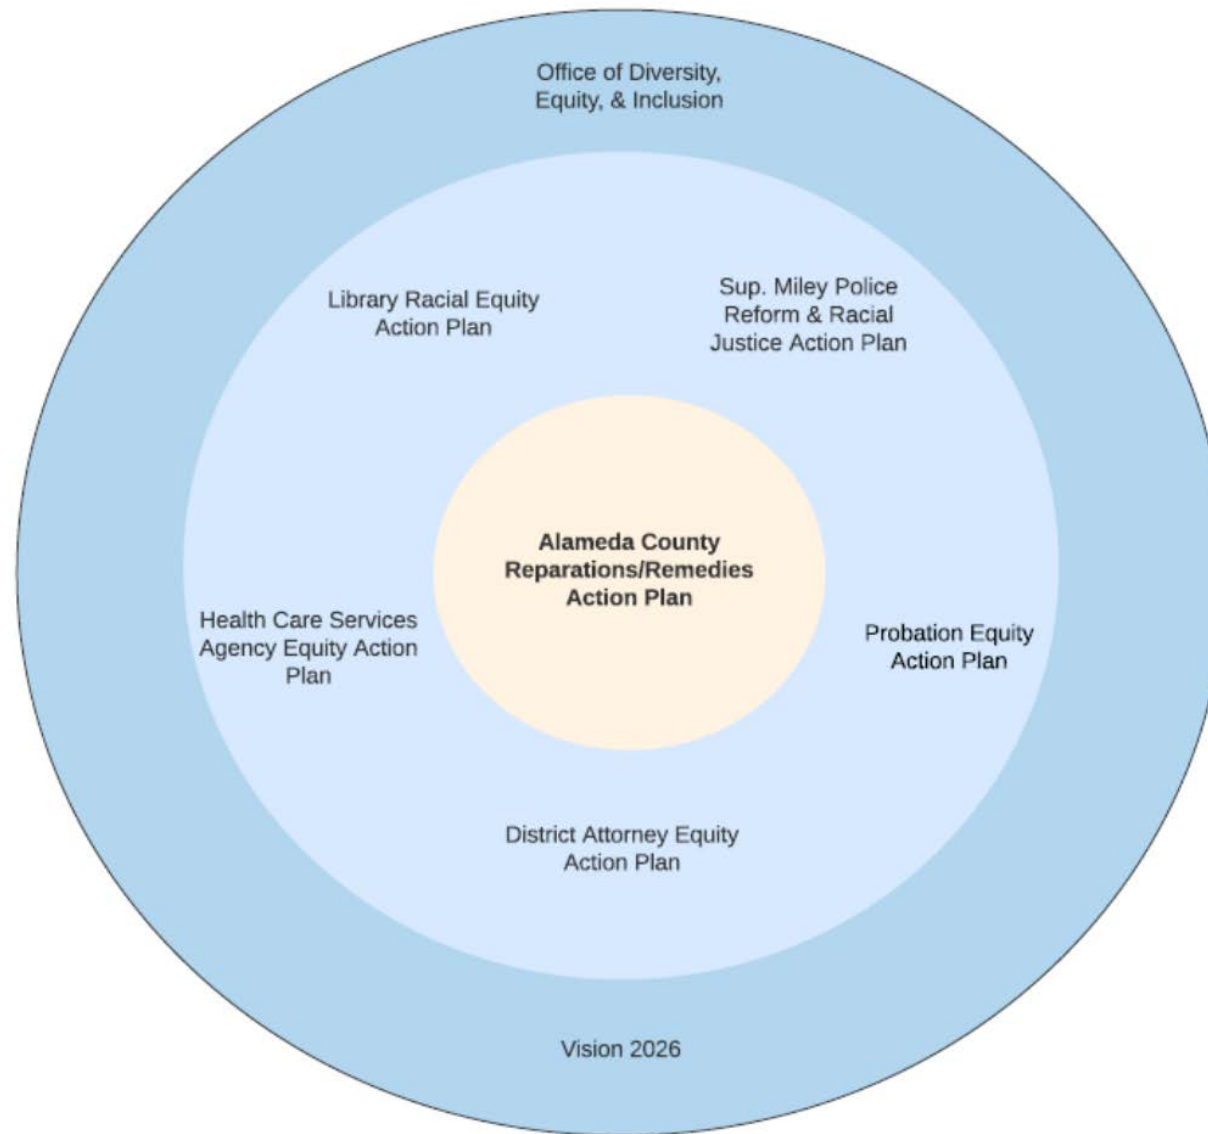 Office of Diversity,
Equity, & Inclusion
Library Racial Equity
Action Plan
Sup. Miley Police
Reform & Racial
Justice Action Plan
Alameda County
Reparations/Remedies
Action Plan
Health Care Services
Agency Equity Action
Plan
Probation Equity
Action Plan
District Attorney Equity
Action Plan
Vision 2026